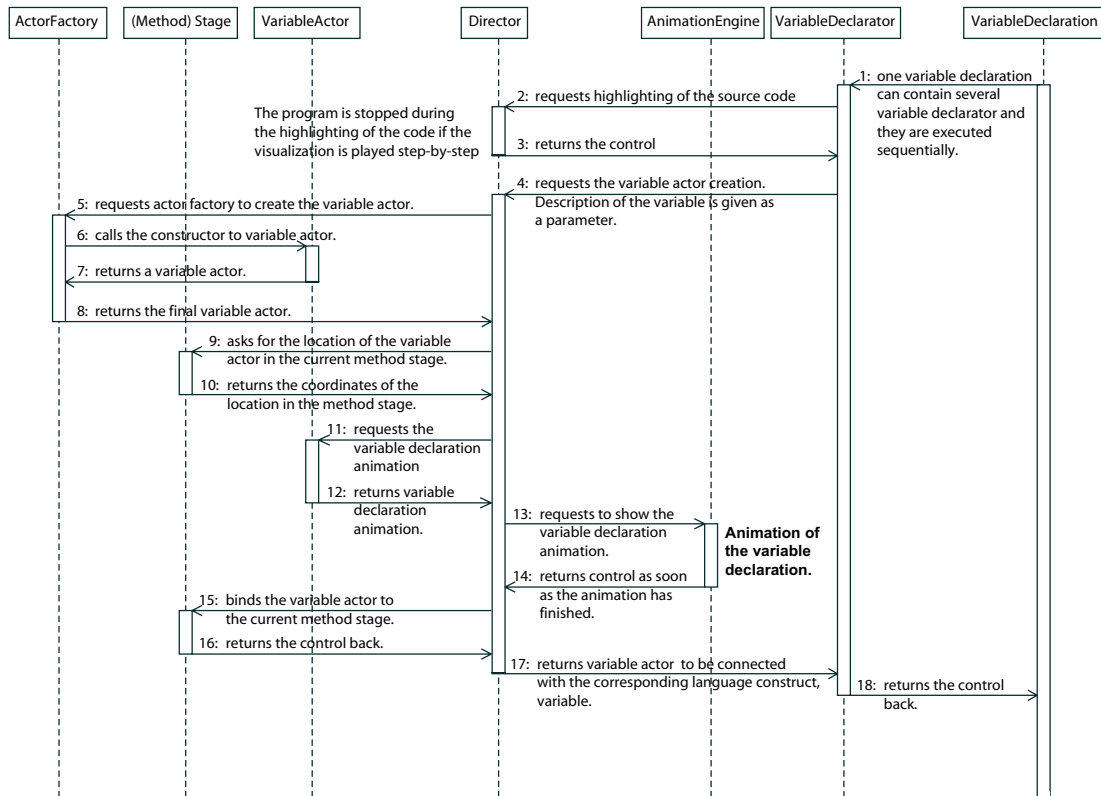 ActorFactory
(Method) Stage
VariableActor
Director
AnimationEngine
VariableDeclarator
VariableDeclaration
1: one variable declaration
can contain several
variable declarator and
they are executed
sequentially.
2: requests highlighting of the source code
The program is stopped during
the highlighting of the code if the
visualization is played step-by-step
3: returns the control
4: requests the variable actor creation.
Description of the variable is given as
a parameter.
5: requests actor factory to create the variable actor.
6: calls the constructor to variable actor.
7: returns a variable actor.
8: returns the final variable actor.
9: asks for the location of the variable
actor in the current method stage.
10: returns the coordinates of the
location in the method stage.
11: requests the
variable declaration
animation
12: returns variable
declaration
animation.
13: requests to show the
variable declaration
animation.
Animation of
the variable
declaration.
14: returns control as soon
as the animation has
finished.
15: binds the variable actor to
the current method stage.
16: returns the control back.
17: returns variable actor to be connected
with the corresponding language construct,
variable.
18: returns the control
back.